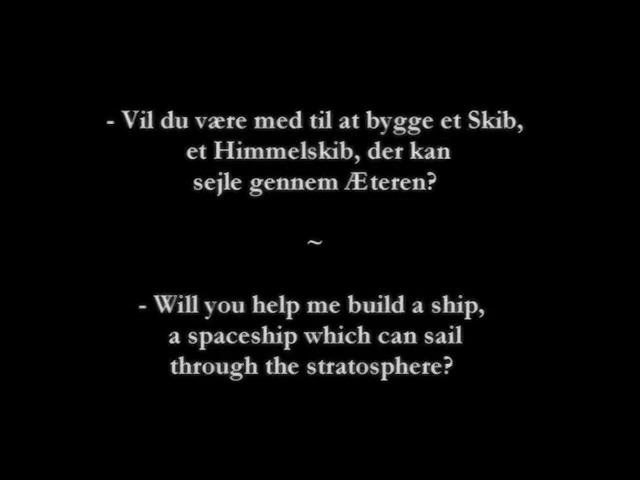 - Vil du være med til at bygge et Skib,
et Himmelskib, der kan
sejle gennem Æteren?
~
- Will you help me build a ship,
a spaceship which can sail
through the stratosphere?